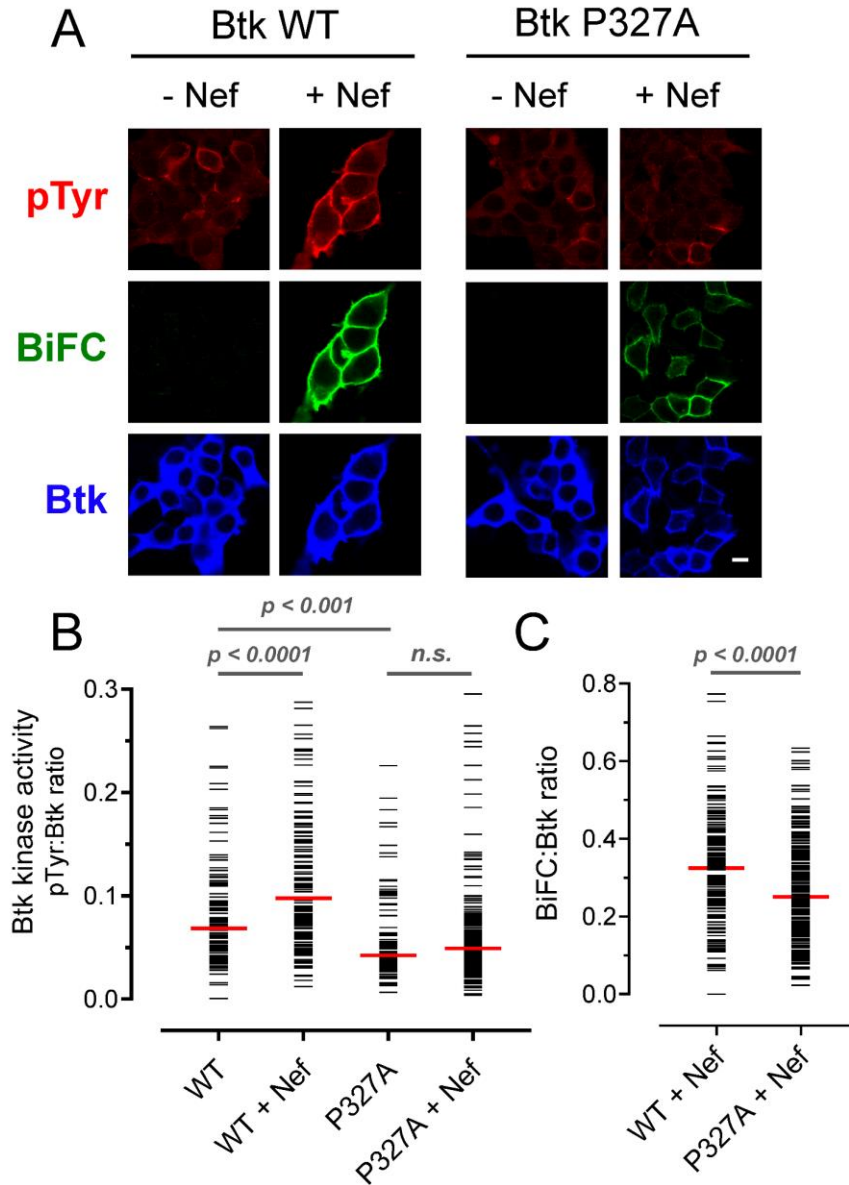 A
Btk WT
Btk P327A
- Nef
+ Nef
- Nef
+ Nef
pTyr
BiFC
Btk
B
p < 0.001
p < 0.0001
n.s.
Btk kinase activity
pTyr:Btk ratio
0.3
0.2
0.1
0.0
WT
WT + Nef
P327A
P327A + Nef
C
p < 0.0001
BiFC:Btk ratio
0.8
0.6
0.4
0.2
0.0
WT + Nef
P327A + Nef